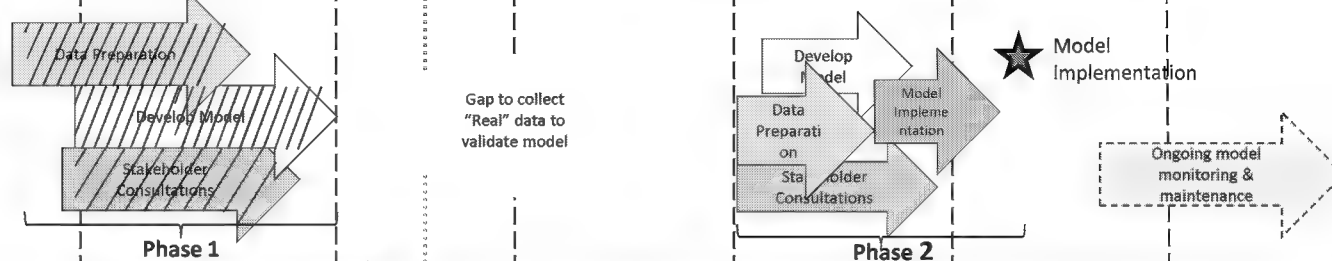 Data Preparation
Develop Model
Stakeholder
Consultations
Phase 1
Gap to collect
"Real" data to
validate model
Develop
Model
Data
Preparati
on
Stakeholder
Consultations
Model
Impleme
ntation
Phase 2
Model
Implementation
Ongoing model
monitoring &
maintenance